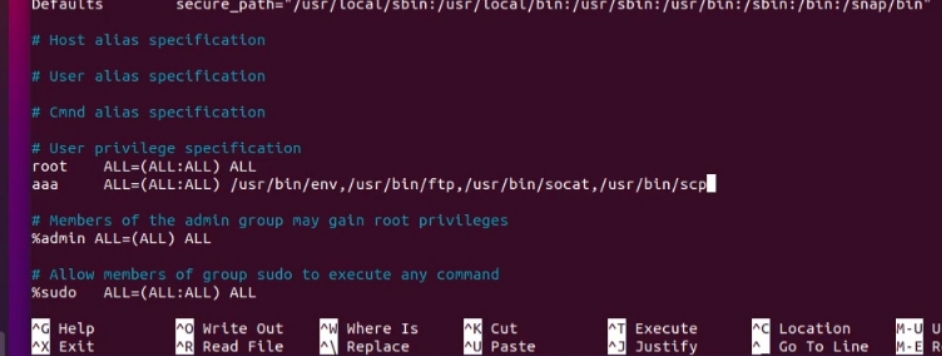 Defaults secure_path="/usr/local/sbin:/usr/local/bin:/usr/sbin:/usr/bin:/sbin:/bin:/snap/bin"
# Host alias specification
# User alias specification
# Cmnd alias specification
# User privilege specification
root ALL=(ALL:ALL) ALL
aaa ALL=(ALL:ALL) /usr/bin/env,/usr/bin/ftp,/usr/bin/socat,/usr/bin/scp
# Members of the admin group may gain root privileges
%admin ALL=(ALL) ALL
# Allow members of group sudo to execute any command
%sudo ALL=(ALL:ALL) ALL
^G Help ^O Write Out ^W Where Is ^K Cut ^T Execute ^C Location M-U U
^X Exit ^R Read File ^\ Replace ^U Paste ^J Justify ^ Go To Line M-E R